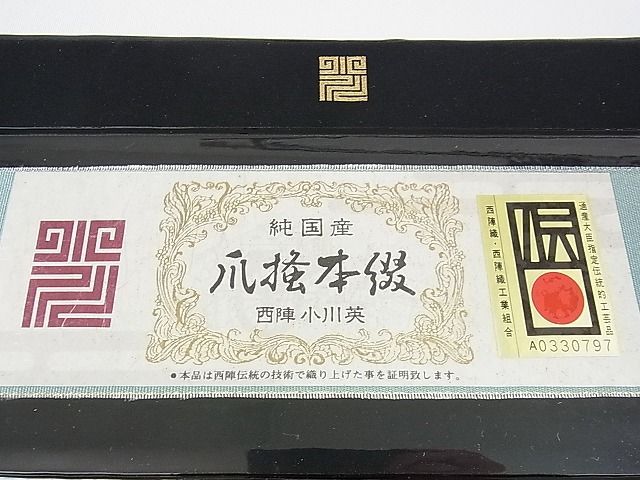 純国産
爪掻本綴
西陣 小川英
●本品は西陣伝統の技術で織り上げた事を証明致します。
通産大臣指定伝統的工芸品
伝
西陣織・西陣織工業組合
A0330797